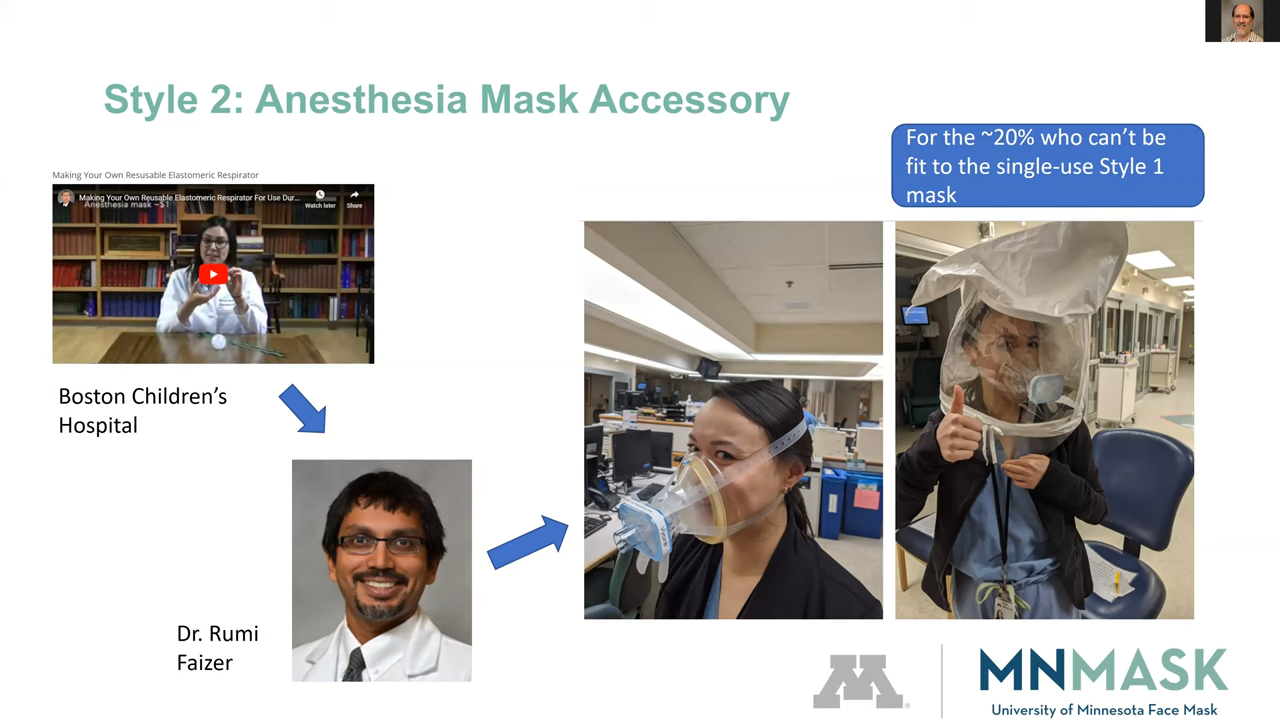 Style 2: Anesthesia Mask Accessory
For the ~20% who can't be
fit to the single-use Style 1
mask
Making Your Own Resusable Elastomeric Respirator
Making Your Own Reusable Elastomeric Respirator For Use Dur...
Anesthesia mask ~$1
Watch later
Share
Boston Children's
Hospital
Dr. Rumi
Faizer
M
MNMASK
University of Minnesota Face Mask